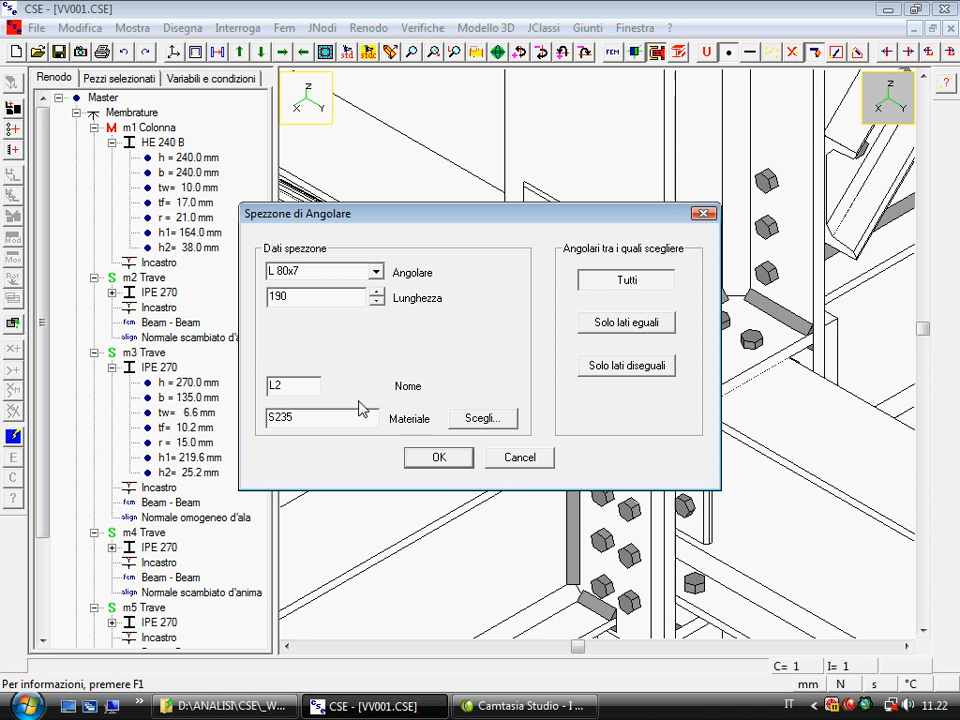 CSE - [VV001.CSE]
File Modifica Mostra Disegna Interroga Fem JNodi Renodo Verifiche Modello 3D JClassi Giunti Finestra ?
Renodo Pezzi selezionati Variabili e condizioni
Master
Membrature
m1 Colonna
HE 240 B
h = 240.0 mm
b = 240.0 mm
tw= 10.0 mm
tf= 17.0 mm
r = 21.0 mm
h1= 164.0 mm
h2= 38.0 mm
Incastro
m2 Trave
IPE 270
Incastro
Beam - Beam
Normale scambiato d'a
m3 Trave
IPE 270
h = 270.0 mm
b = 135.0 mm
tw= 6.6 mm
tf= 10.2 mm
r = 15.0 mm
h1= 219.6 mm
h2= 25.2 mm
Incastro
Beam - Beam
Normale omogeneo d'ala
m4 Trave
IPE 270
Incastro
Beam - Beam
Normale scambiato d'anima
m5 Trave
IPE 270
Incastro
Spezzone di Angolare
Dati spezzone
L 80x7 Angolare
190 Lunghezza
L2 Nome
S235 Materiale Scegli...
Angolari tra i quali scegliere
Tutti
Solo lati eguali
Solo lati diseguali
OK Cancel
Z X Y
Z X Y
C= 1 I= 1
Per informazioni, premere F1 mm N s °C
D:\ANALISI\CSE\_W... CSE - [VV001.CSE] Camtasia Studio - I ... IT 11.22